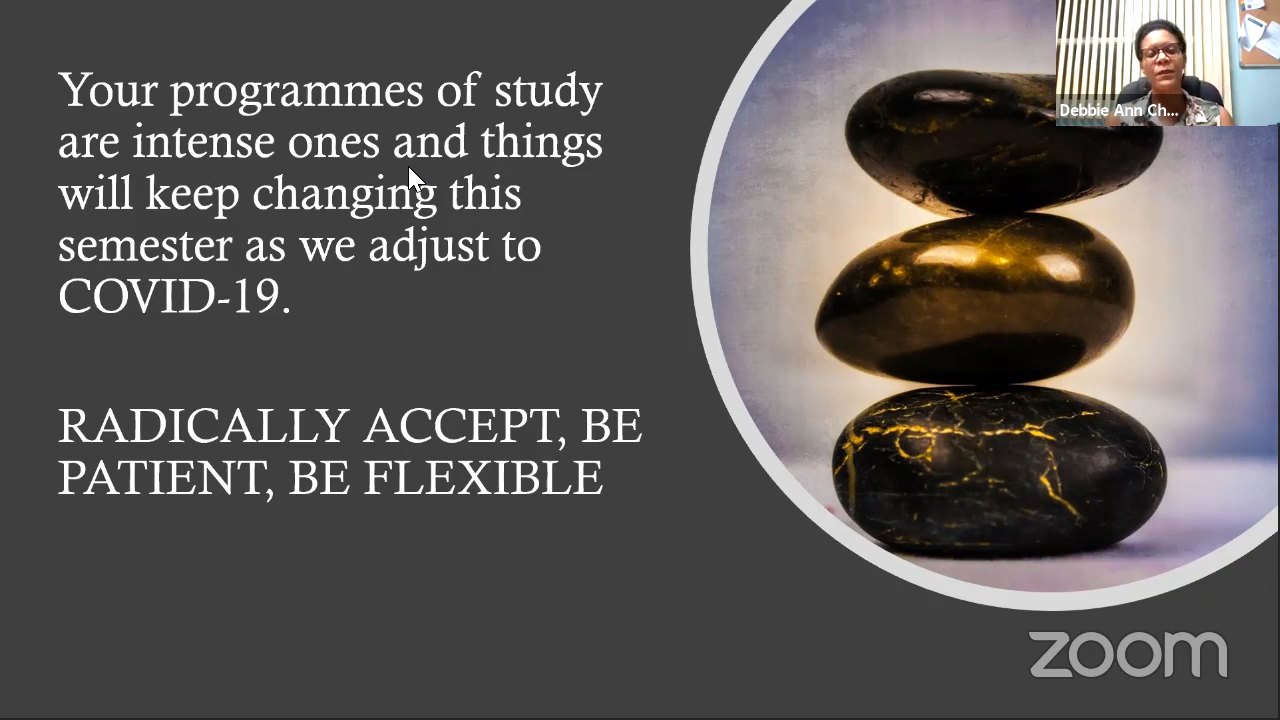 Your programmes of study
are intense ones and things
will keep changing this
semester as we adjust to
COVID-19.
RADICALLY ACCEPT, BE
PATIENT, BE FLEXIBLE
Debbie Ann Ch...
zoom